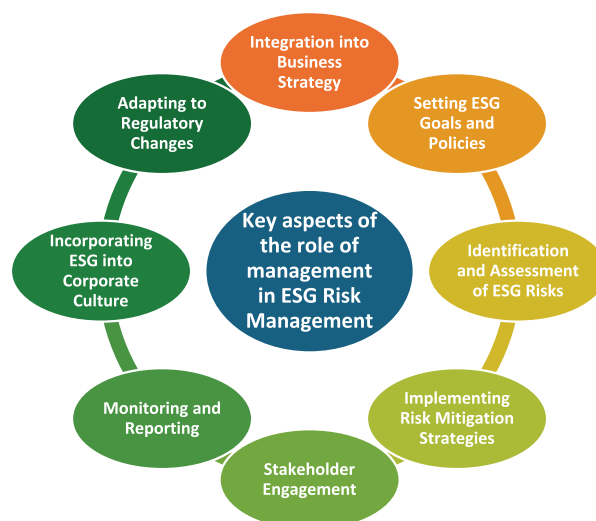 Integration into
Business
Strategy
Setting ESG
Goals and
Policies
Identification
and Assessment
of ESG Risks
Implementing
Risk Mitigation
Strategies
Stakeholder
Engagement
Monitoring and
Reporting
Incorporating
ESG into
Corporate
Culture
Adapting to
Regulatory
Changes
Key aspects of
the role of
management
in ESG Risk
Management